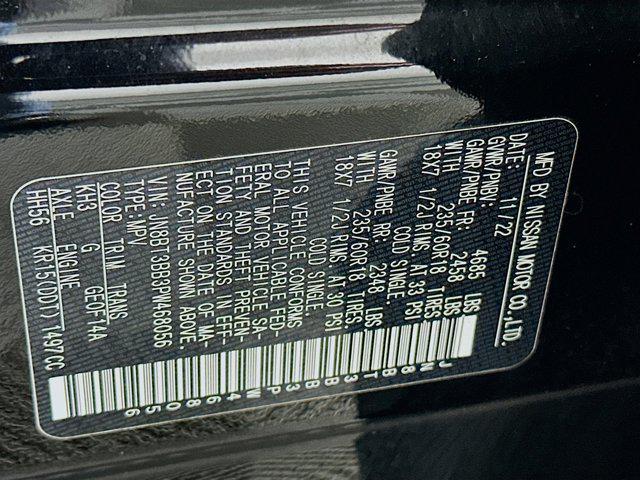 MFD BY NISSAN MOTOR CO.,LTD.
DATE: 11/22
GVWR/PNBV: 4685 LBS
GAWR/PNBE FR: 2458 LBS
WITH 235/60R18 TIRES
18X7 1/2J RIMS, AT 33 PSI
COLD SINGLE
GAWR/PNBE RR: 2348 LBS
WITH 235/60R18 TIRES,
18X7 1/2J RIMS, AT 30 PSI
COLD SINGLE
THIS VEHICLE CONFORMS
TO ALL APPLICABLE FED-
ERAL MOTOR VEHICLE SA-
FETY AND THEFT PREVEN-
TION STANDARDS IN EFF-
ECT ON THE DATE OF MA-
NUFACTURE SHOWN ABOVE.
VIN: JN8BT3BB3PW468056
TYPE: MPV
COLOR TRIM TRANS
KH3 G GE0F14A
AXLE ENGINE
HH56 KR15(DDT) 1497CC
JN8BT3BB3PW468056